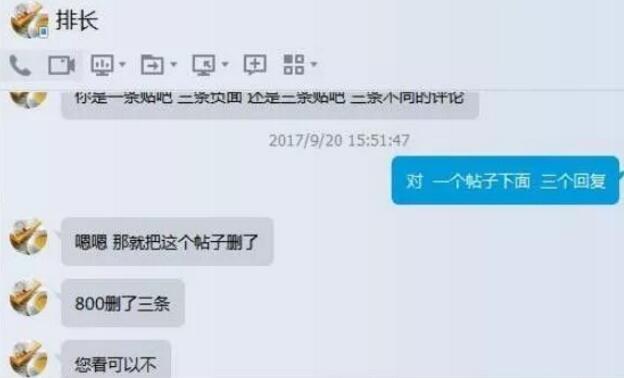 排长
你是一条贴吧 三条负面 还是三条贴吧 三条不同的评论
2017/9/20 15:51:47
对 一个帖子下面 三个回复
嗯嗯 那就把这个帖子删了
800删了三条
您看可以不